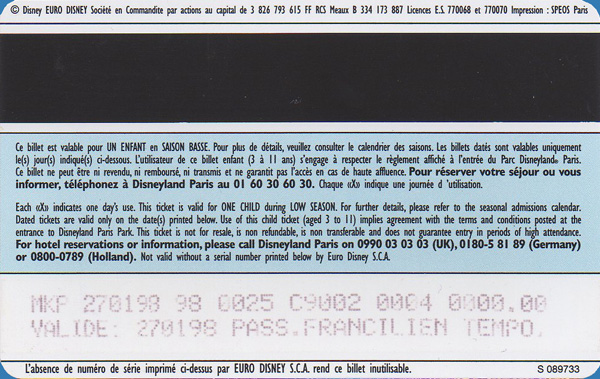 © Disney EURO DISNEY Société en Commandite par actions au capital de 3 826 793 615 FF RCS Meaux B 334 173 887 Licences E.S. 770068 et 770070 Impression : SPEOS Paris
Ce billet est valable pour UN ENFANT en SAISON BASSE. Pour plus de détails, veuillez consulter le calendrier des saisons. Les billets datés sont valables uniquement
le(s) jour(s) indiqué(s) ci-dessous. L'utilisateur de ce billet enfant (3 à 11 ans) s'engage à respecter le règlement affiché à l'entrée du Parc Disneyland® Paris.
Ce billet ne peut être ni revendu, ni remboursé, ni transmis et ne garantit pas l'accès en cas de haute affluence. Pour réserver votre séjour ou vous
informer, téléphonez à Disneyland Paris au 01 60 30 60 30. Chaque «X» indique une journée d 'utilisation.
Each «X» indicates one day's use. This ticket is valid for ONE CHILD during LOW SEASON. For further details, please refer to the seasonal admissions calendar.
Dated tickets are valid only on the date(s) printed below. Use of this child ticket (aged 3 to 11) implies agreement with the terms and conditions posted at the
entrance to Disneyland Paris Park. This ticket is not for resale, is non refundable, is non transferable and does not guarantee entry in periods of high attendance.
For hotel reservations or information, please call Disneyland Paris on 0990 03 03 03 (UK), 0180-5 81 89 (Germany)
or 0800-0789 (Holland). Not valid without a serial number printed below by Euro Disney S.C.A.
MKP 270198 98 0025 C9002 0004 0000.00
VALIDE: 270198 PASS.FRANCILIEN TEMPO.
L'absence de numéro de série imprimé ci-dessus par EURO DISNEY S.C.A. rend ce billet inutilisable.
S 089733